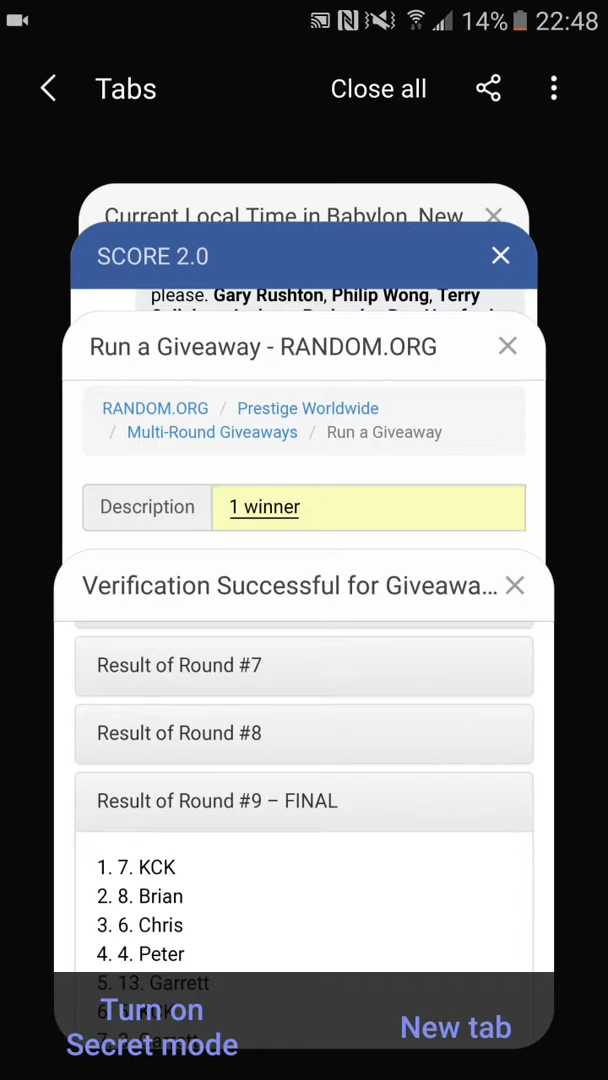 14% 22:48
Tabs Close all
Current Local Time in Babylon, New
SCORE 2.0
please. Gary Rushton, Philip Wong, Terry
Run a Giveaway - RANDOM.ORG
RANDOM.ORG / Prestige Worldwide
/ Multi-Round Giveaways / Run a Giveaway
Description 1 winner
Verification Successful for Giveawa...
Result of Round #7
Result of Round #8
Result of Round #9 – FINAL
1. 7. KCK
2. 8. Brian
3. 6. Chris
4. 4. Peter
5. 13. Garrett
Turn on
Secret mode
New tab